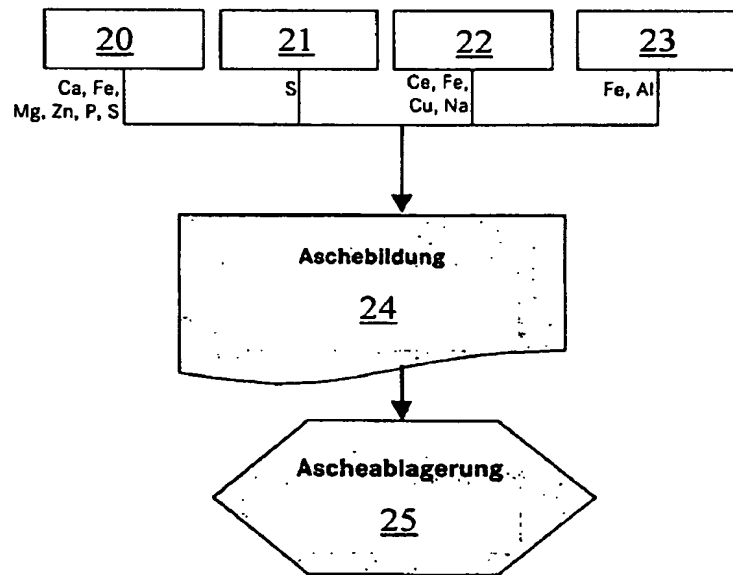 20 21 22 23
Ca, Fe,
Mg, Zn, P, S
S
Ce, Fe,
Cu, Na
Fe, Al
Aschebildung
24
Ascheablagerung
25